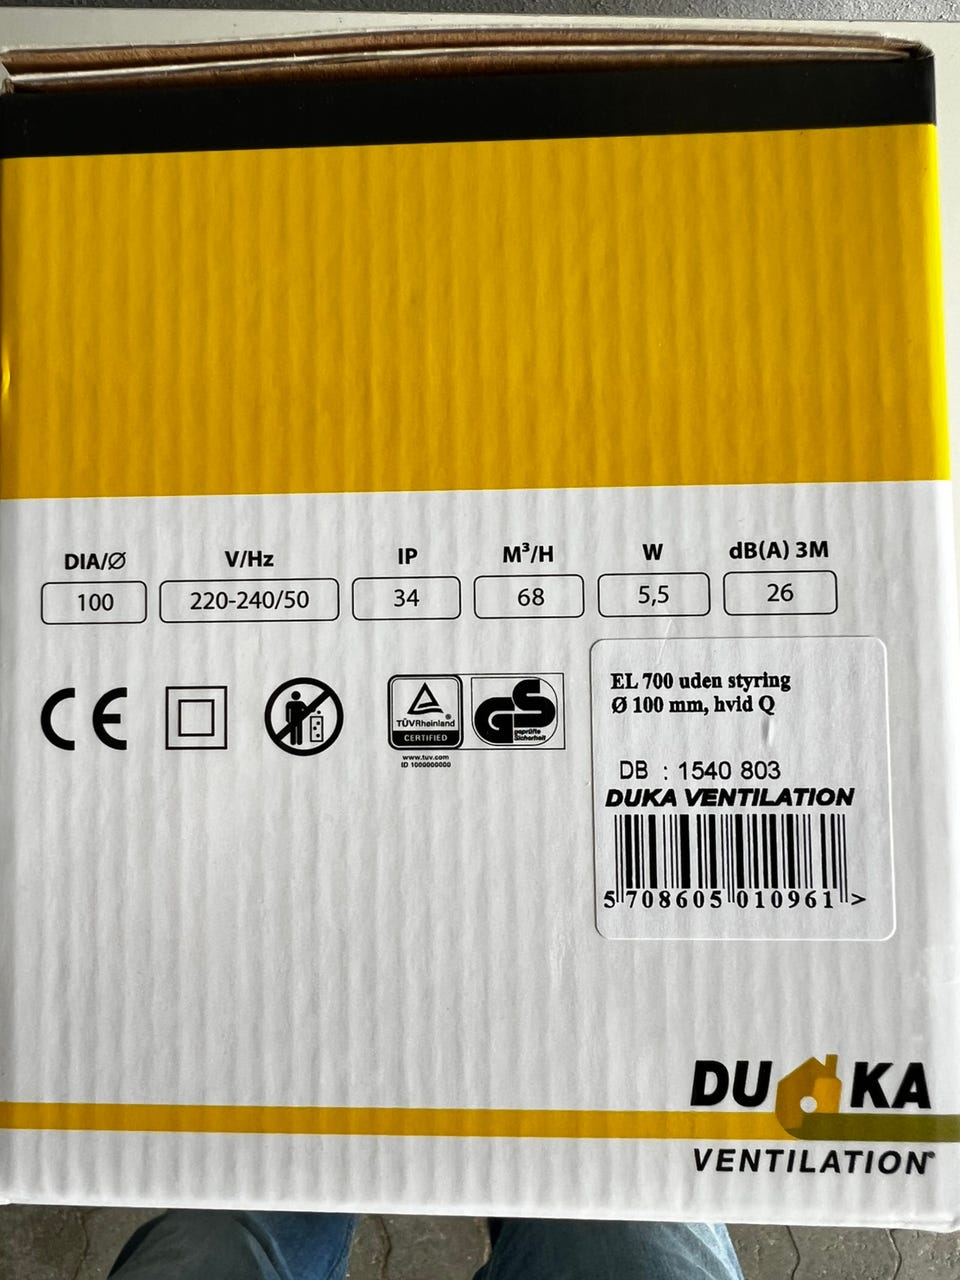 DIA/Ø V/Hz IP M³/H W dB(A) 3M
100 220-240/50 34 68 5,5 26
CE
TÜVRheinland®
CERTIFIED
www.tuv.com
ID 1000000000
GS
geprüfte
Sicherheit
EL 700 uden styring
Ø 100 mm, hvid Q
DB : 1540 803
DUKA VENTILATION
5 708605 010961 >
DUKA
VENTILATION®